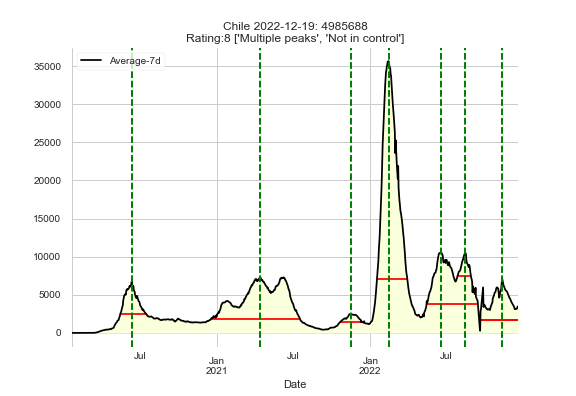 Chile 2022-12-19: 4985688
Rating:8 ['Multiple peaks', 'Not in control']
Average-7d
35000
30000
25000
20000
15000
10000
5000
0
Jul
Jan
2021
Jul
Jan
2022
Jul
Date